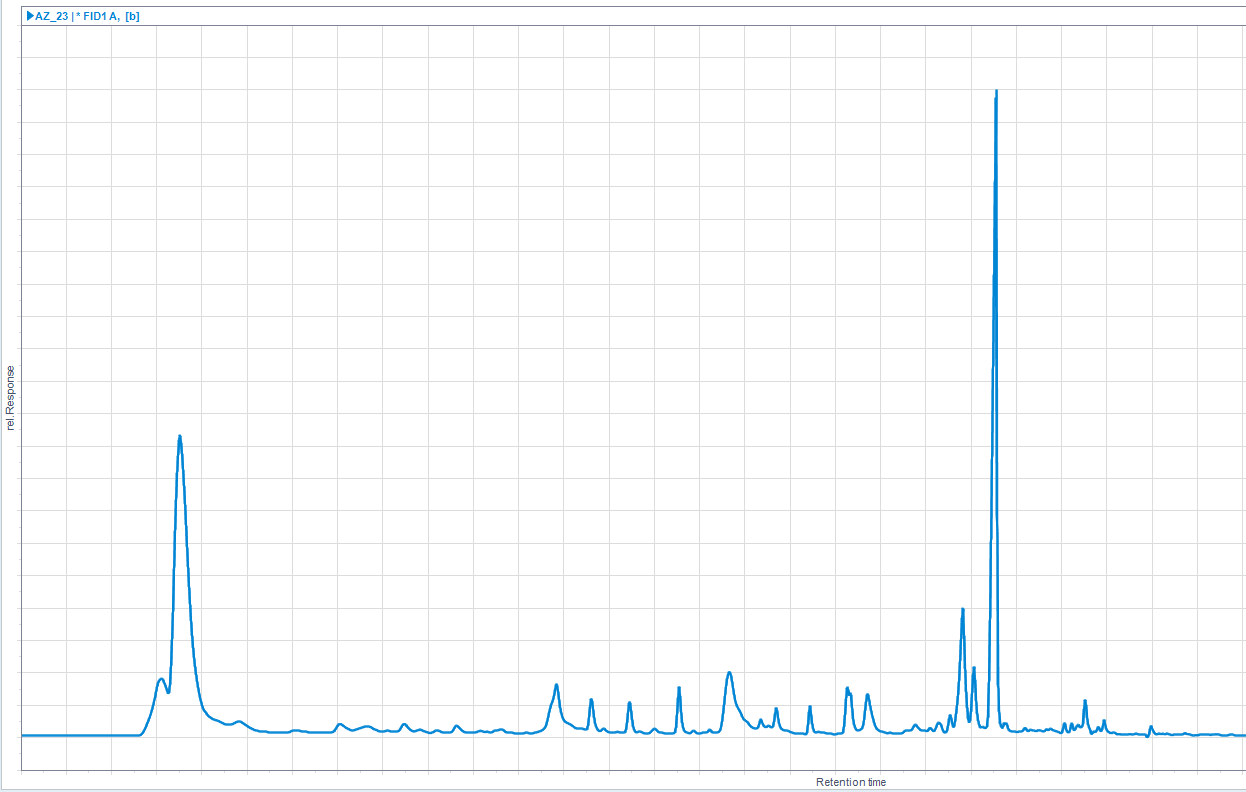 AZ_23 | * FID1 A, [b]
rel. Response
Retention time